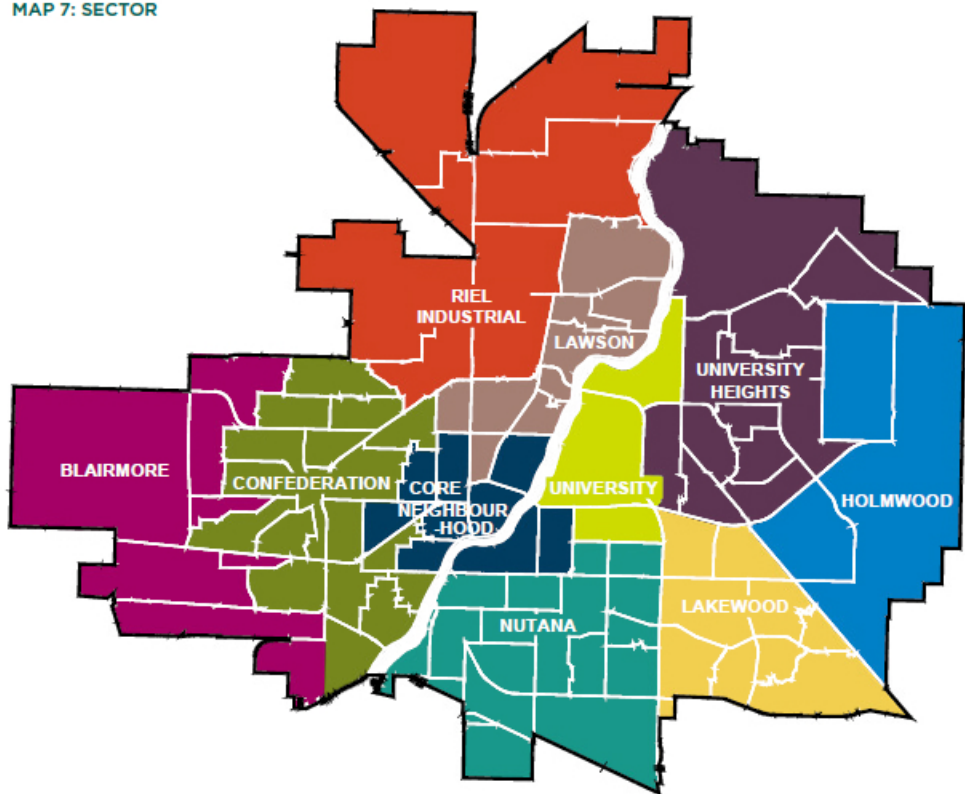 MAP 7: SECTOR
RIEL
INDUSTRIAL
LAWSON
UNIVERSITY
HEIGHTS
BLAIRMORE
CONFEDERATION
CORE
NEIGHBOUR
-HOOD
UNIVERSITY
HOLMWOOD
LAKEWOOD
NUTANA